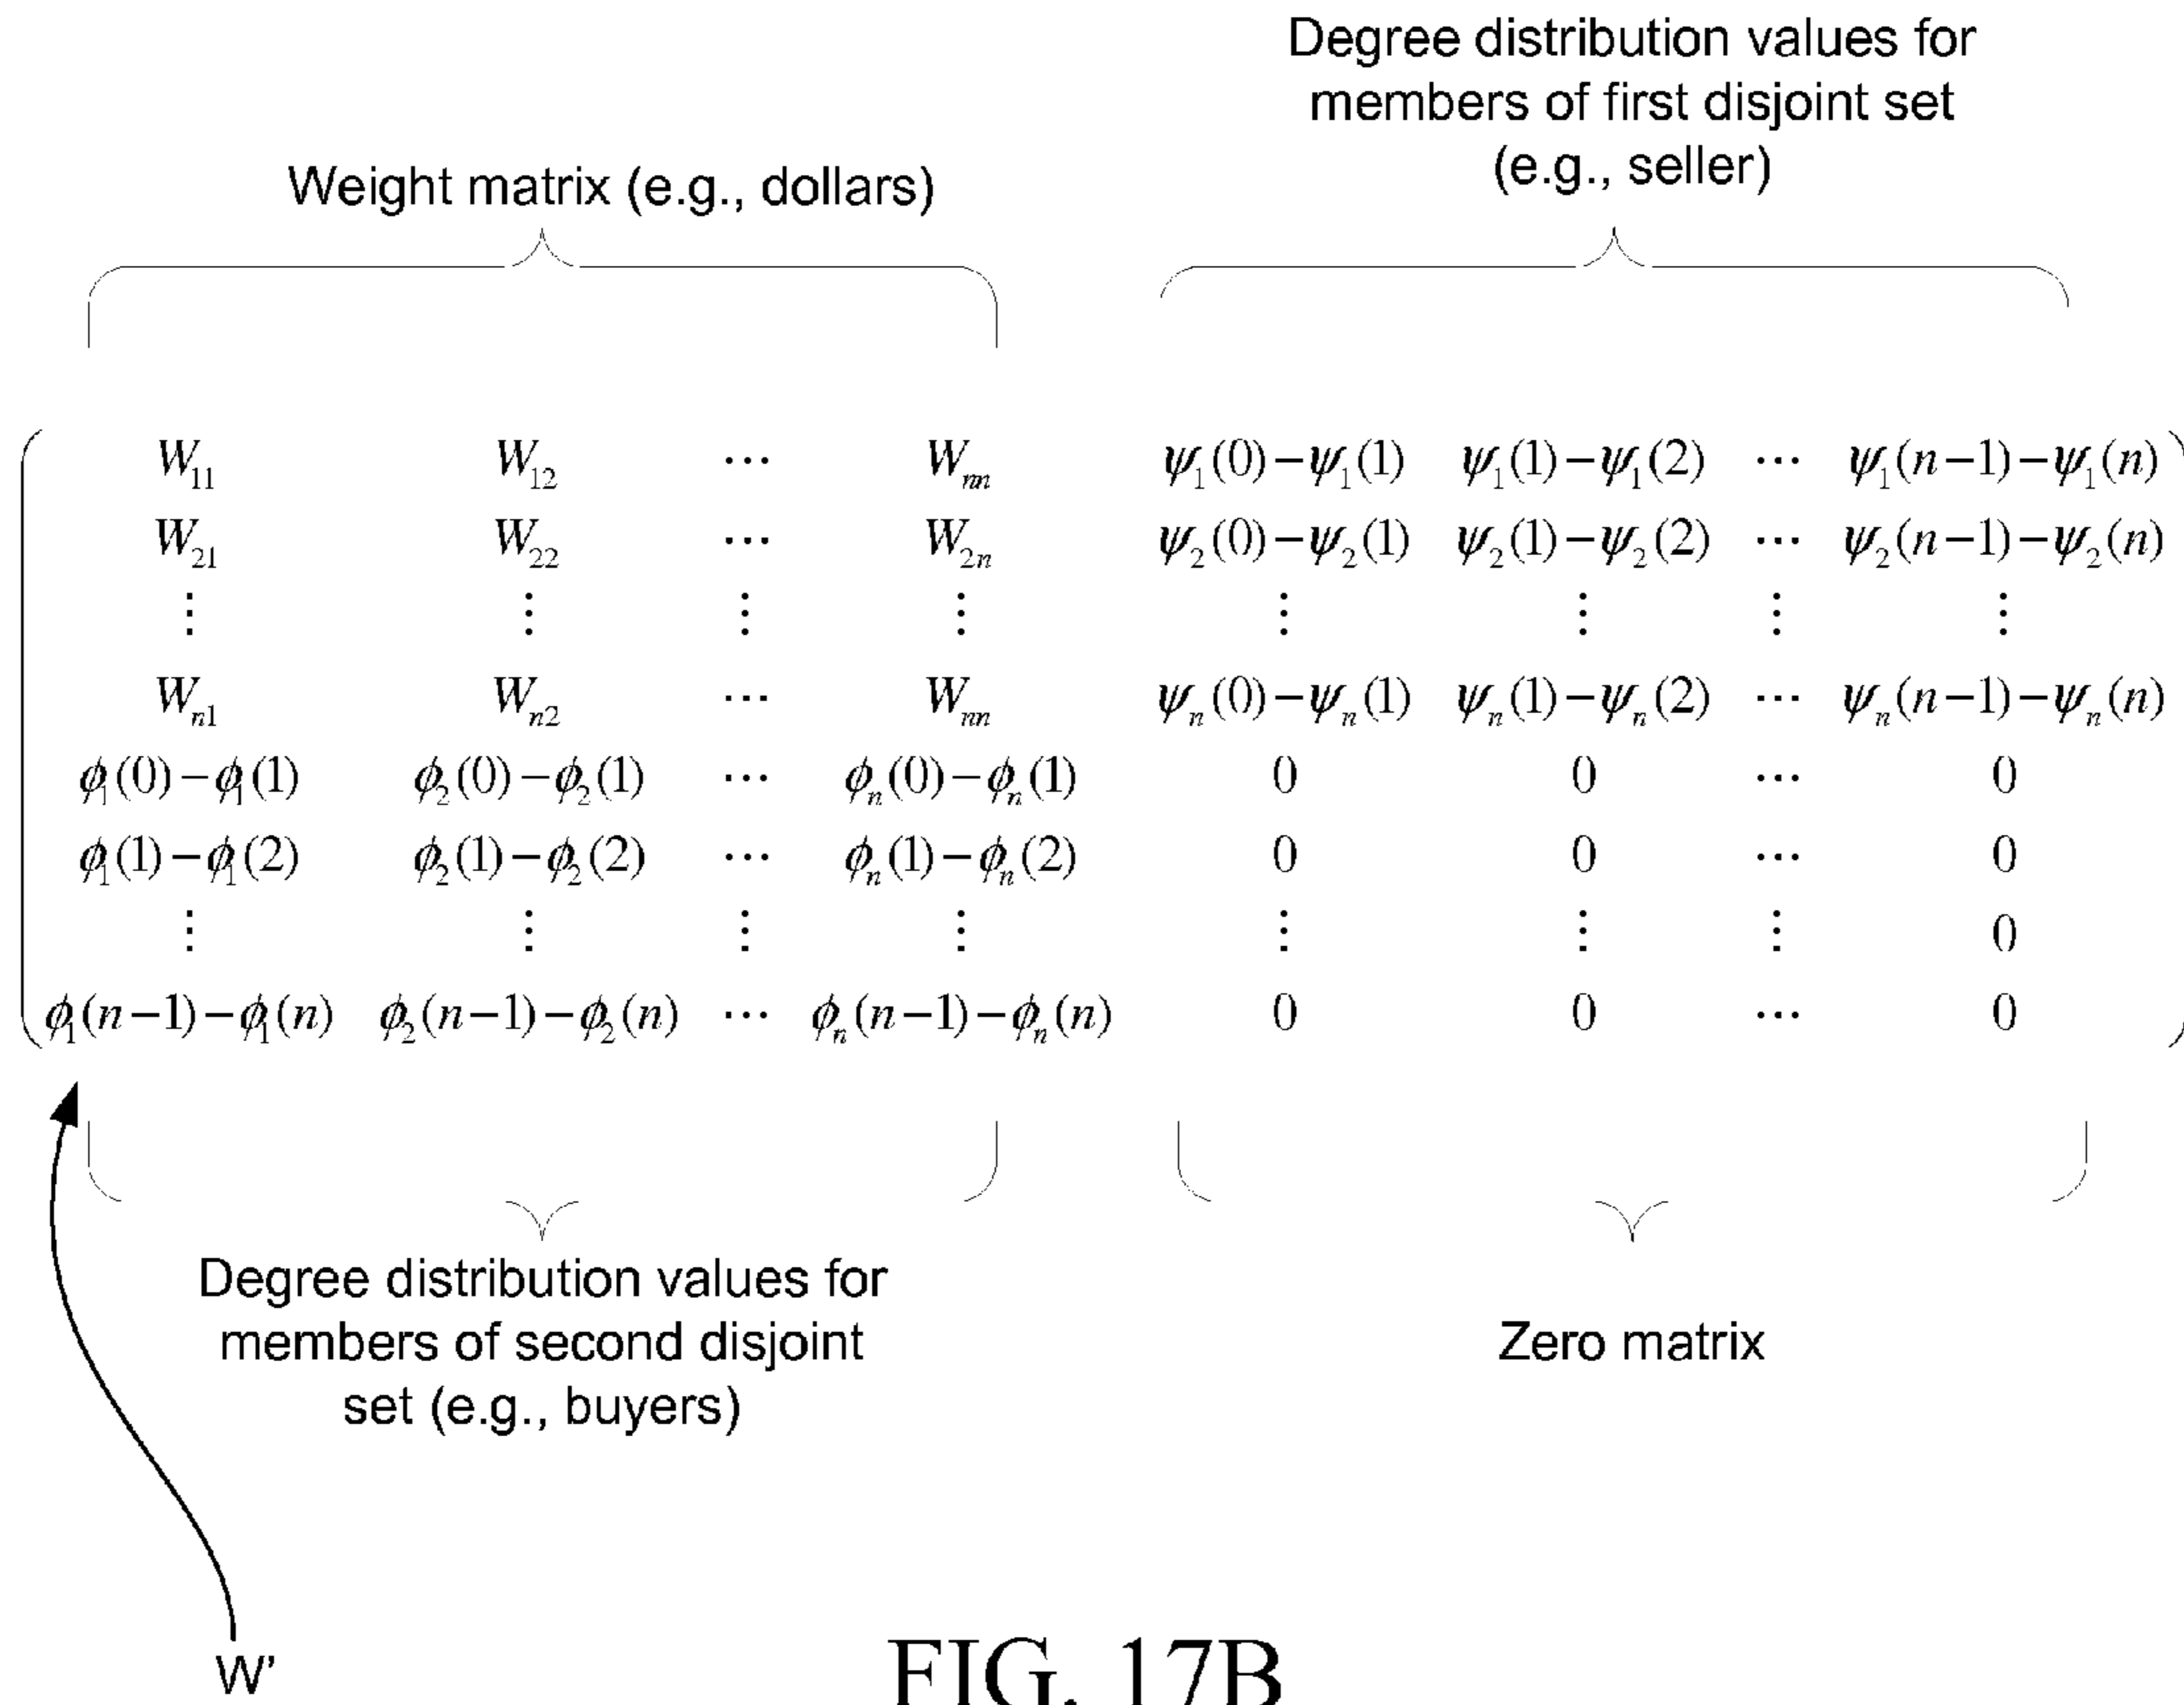 Degree distribution values for
members of first disjoint set
(e.g., seller)
Weight matrix (e.g., dollars)
W₁₁ W₁₂ ⋯ Wₙₙ ψ₁(0)−ψ₁(1) ψ₁(1)−ψ₁(2) ⋯ ψ₁(n−1)−ψ₁(n)
W₂₁ W₂₂ ⋯ W₂ₙ ψ₂(0)−ψ₂(1) ψ₂(1)−ψ₂(2) ⋯ ψ₂(n−1)−ψ₂(n)
⋮ ⋮ ⋮ ⋮ ⋮ ⋮ ⋮ ⋮
Wₙ₁ Wₙ₂ ⋯ Wₙₙ ψₙ(0)−ψₙ(1) ψₙ(1)−ψₙ(2) ⋯ ψₙ(n−1)−ψₙ(n)
ϕ₁(0)−ϕ₁(1) ϕ₂(0)−ϕ₂(1) ⋯ ϕₙ(0)−ϕₙ(1) 0 0 ⋯ 0
ϕ₁(1)−ϕ₁(2) ϕ₂(1)−ϕ₂(2) ⋯ ϕₙ(1)−ϕₙ(2) 0 0 ⋯ 0
⋮ ⋮ ⋮ ⋮ ⋮ ⋮ ⋮ 0
ϕ₁(n−1)−ϕ₁(n) ϕ₂(n−1)−ϕ₂(n) ⋯ ϕₙ(n−1)−ϕₙ(n) 0 0 ⋯ 0
Degree distribution values for
members of second disjoint
set (e.g., buyers)
Zero matrix
W'
FIG. 17B